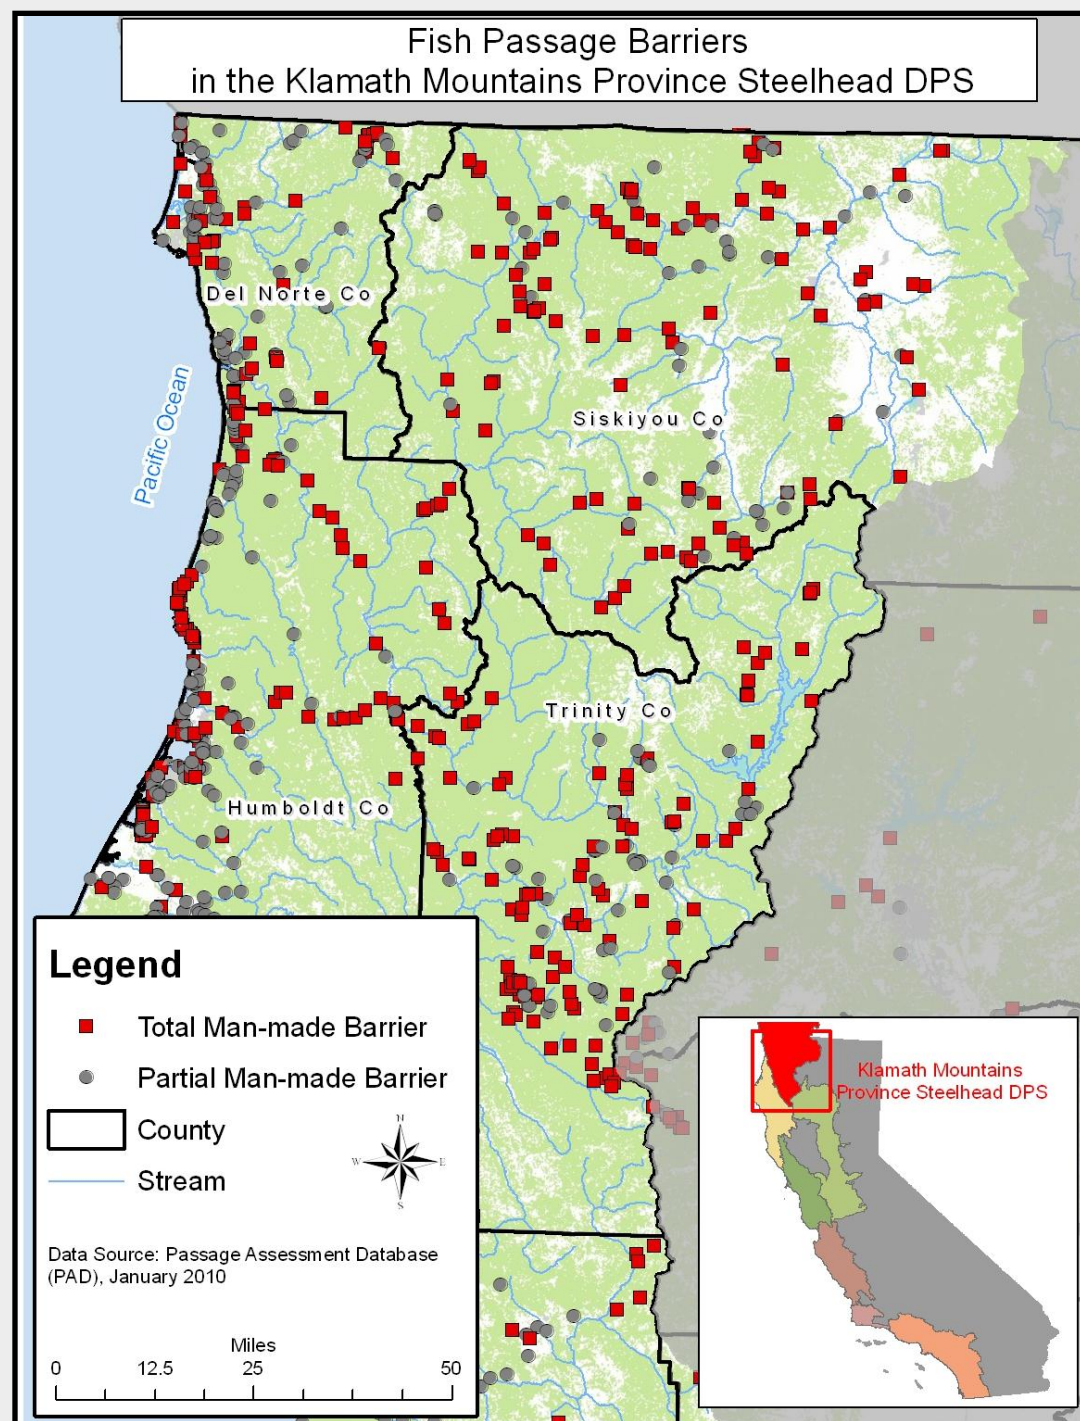 Fish Passage Barriers
in the Klamath Mountains Province Steelhead DPS
Del Norte Co
Pacific Ocean
Siskiyou Co
Trinity Co
Humboldt Co
Legend
Total Man-made Barrier
Partial Man-made Barrier
County
Stream
N
W E
S
Data Source: Passage Assessment Database
(PAD), January 2010
Miles
0 12.5 25 50
Klamath Mountains
Province Steelhead DPS